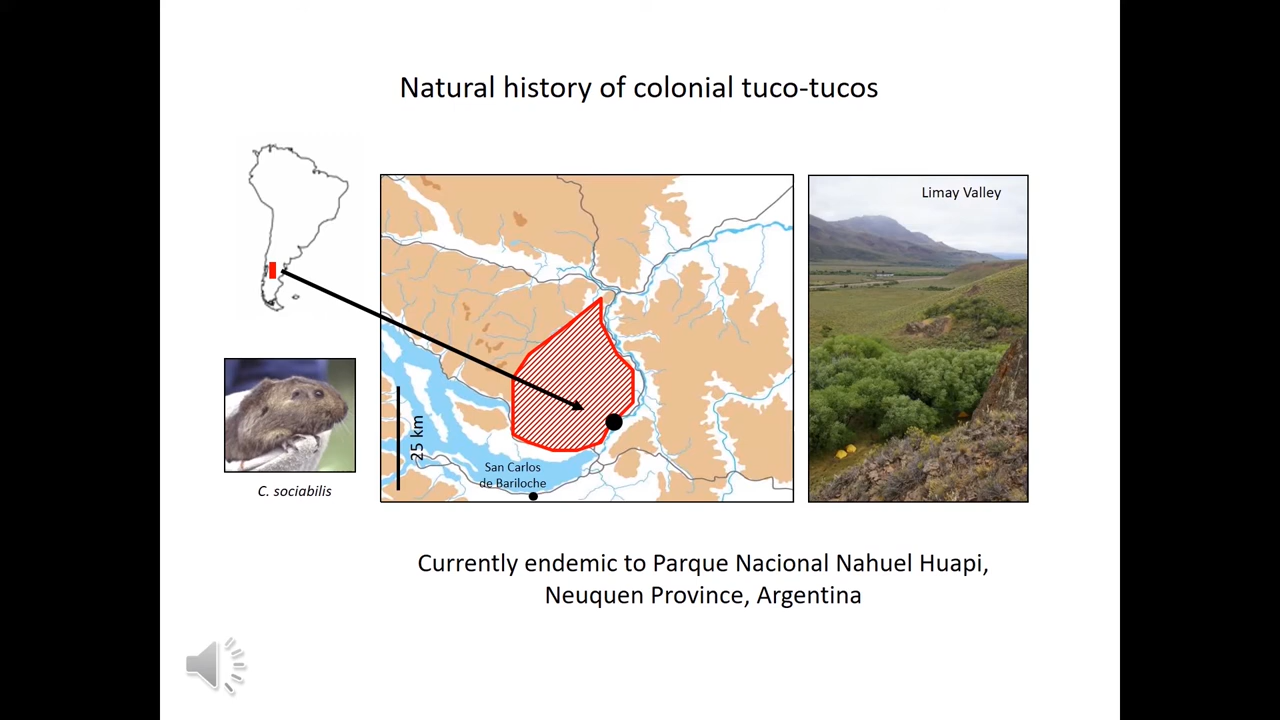 Natural history of colonial tuco-tucos
Limay Valley
25 km
San Carlos
de Bariloche
C. sociabilis
Currently endemic to Parque Nacional Nahuel Huapi,
Neuquen Province, Argentina